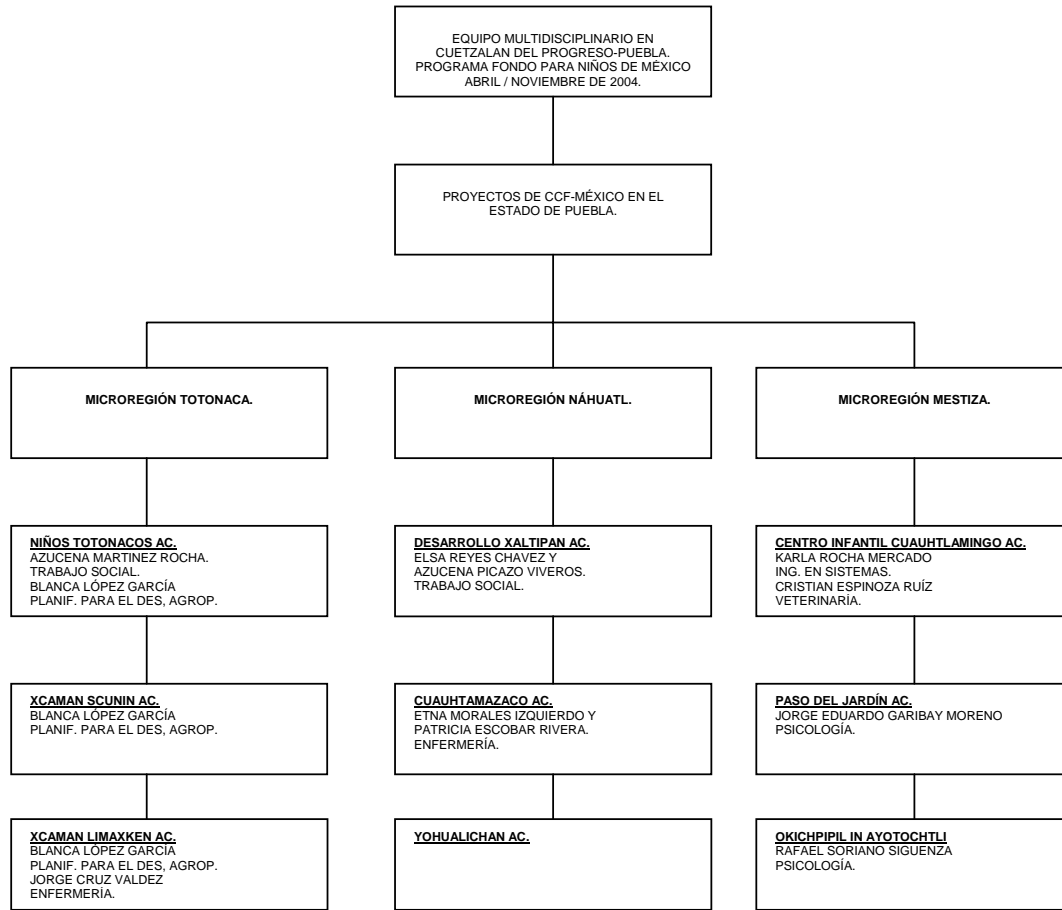 EQUIPO MULTIDISCIPLINARIO EN
CUETZALAN DEL PROGRESO-PUEBLA.
PROGRAMA FONDO PARA NIÑOS DE MÉXICO
ABRIL / NOVIEMBRE DE 2004.
PROYECTOS DE CCF-MÉXICO EN EL
ESTADO DE PUEBLA.
MICROREGIÓN TOTONACA.
MICROREGIÓN NÁHUATL.
MICROREGIÓN MESTIZA.
NIÑOS TOTONACOS AC.
AZUCENA MARTINEZ ROCHA.
TRABAJO SOCIAL.
BLANCA LÓPEZ GARCÍA
PLANIF. PARA EL DES, AGROP.
DESARROLLO XALTIPAN AC.
ELSA REYES CHAVEZ Y
AZUCENA PICAZO VIVEROS.
TRABAJO SOCIAL.
CENTRO INFANTIL CUAUHTLAMINGO AC.
KARLA ROCHA MERCADO
ING. EN SISTEMAS.
CRISTIAN ESPINOZA RUÍZ
VETERINARÍA.
XCAMAN SCUNIN AC.
BLANCA LÓPEZ GARCÍA
PLANIF. PARA EL DES, AGROP.
CUAUHTAMAZACO AC.
ETNA MORALES IZQUIERDO Y
PATRICIA ESCOBAR RIVERA.
ENFERMERÍA.
PASO DEL JARDÍN AC.
JORGE EDUARDO GARIBAY MORENO
PSICOLOGÍA.
XCAMAN LIMAXKEN AC.
BLANCA LÓPEZ GARCÍA
PLANIF. PARA EL DES, AGROP.
JORGE CRUZ VALDEZ
ENFERMERÍA.
YOHUALICHAN AC.
OKICHPIPIL IN AYOTOCHTLI
RAFAEL SORIANO SIGUENZA
PSICOLOGÍA.